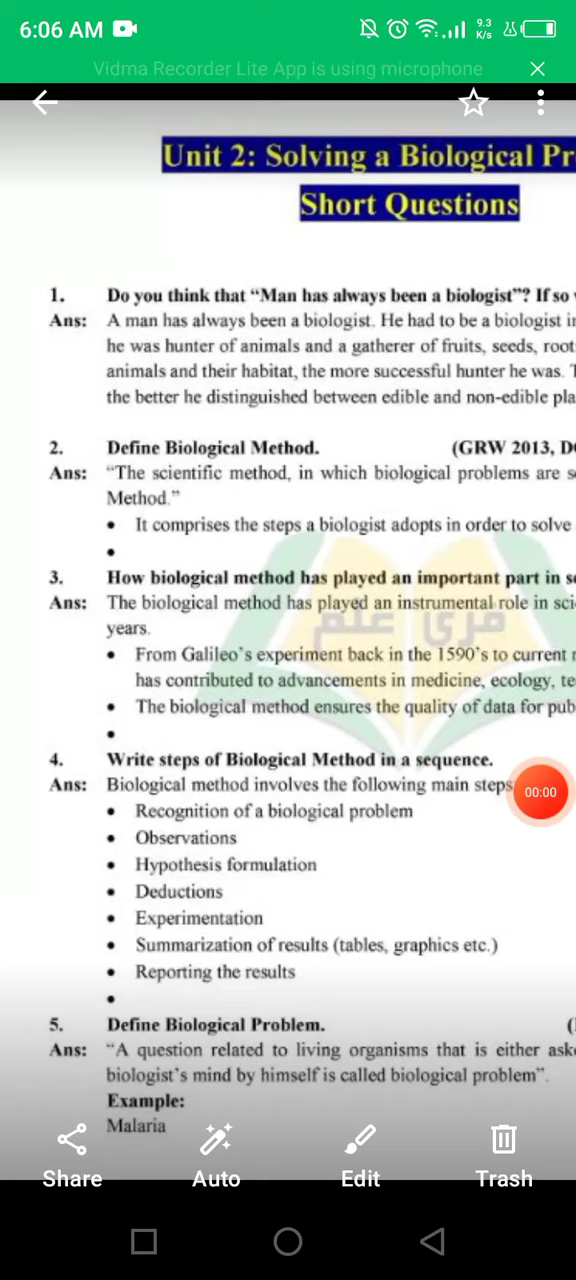 6:06 AM
9.3
K/s
Vidma Recorder Lite App is using microphone
Unit 2: Solving a Biological Pr
Short Questions
1. Do you think that “Man has always been a biologist”? If so
Ans: A man has always been a biologist. He had to be a biologist in
he was hunter of animals and a gatherer of fruits, seeds, root
animals and their habitat, the more successful hunter he was. T
the better he distinguished between edible and non-edible pla
2. Define Biological Method. (GRW 2013, D
Ans: “The scientific method, in which biological problems are s
Method.”
• It comprises the steps a biologist adopts in order to solve
•
3. How biological method has played an important part in s
Ans: The biological method has played an instrumental role in sci
years.
• From Galileo’s experiment back in the 1590’s to current
has contributed to advancements in medicine, ecology, te
• The biological method ensures the quality of data for pub
•
4. Write steps of Biological Method in a sequence.
Ans: Biological method involves the following main steps
00:00
• Recognition of a biological problem
• Observations
• Hypothesis formulation
• Deductions
• Experimentation
• Summarization of results (tables, graphics etc.)
• Reporting the results
•
5. Define Biological Problem. (
Ans: “A question related to living organisms that is either aske
biologist’s mind by himself is called biological problem”.
Example:
Malaria
Share Auto Edit Trash